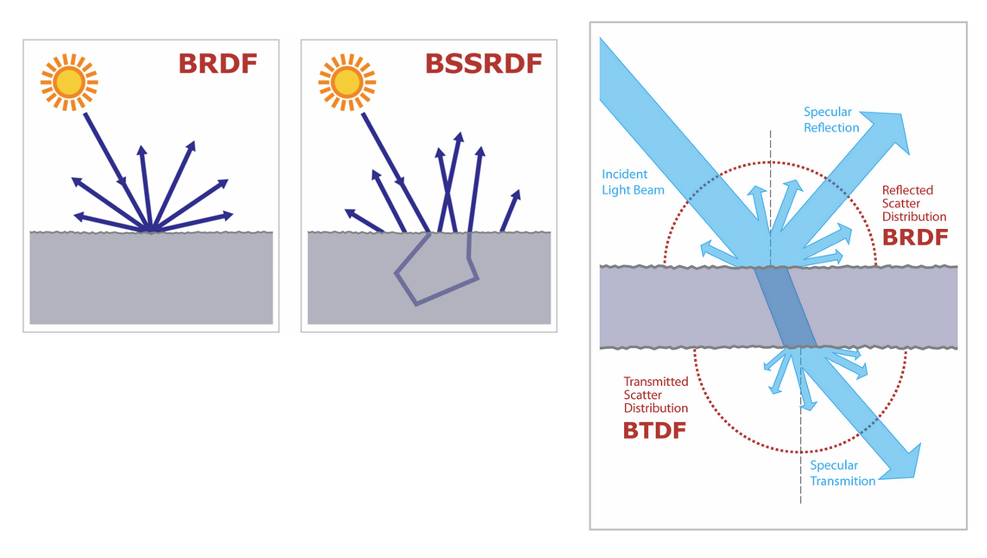 BRDF
BSSRDF
Specular
Reflection
Incident
Light Beam
Reflected
Scatter
Distribution
BRDF
Transmitted
Scatter
Distribution
BTDF
Specular
Transmition